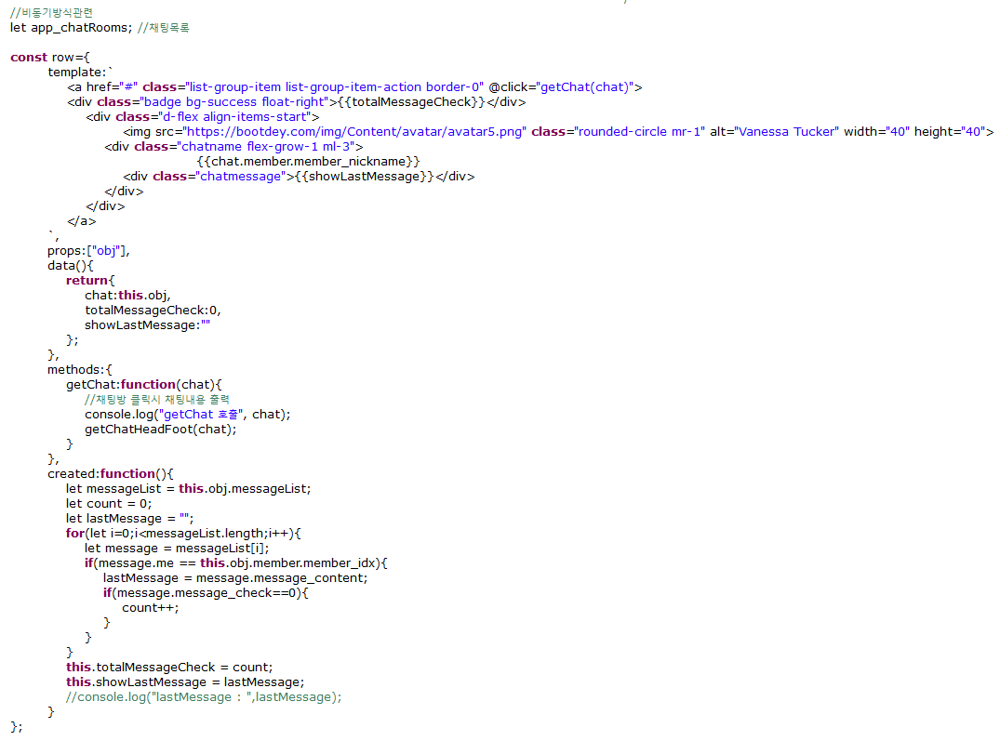 //비동기방식관련
let app_chatRooms; //채팅목록
const row={
template:`
<a href="#" class="list-group-item list-group-item-action border-0" @click="getChat(chat)">
<div class="badge bg-success float-right">{{totalMessageCheck}}</div>
<div class="d-flex align-items-start">
<img src="https://bootdey.com/img/Content/avatar/avatar5.png" class="rounded-circle mr-1" alt="Vanessa Tucker" width="40" height="40">
<div class="chatname flex-grow-1 ml-3">
{{chat.member.member_nickname}}
<div class="chatmessage">{{showLastMessage}}</div>
</div>
</div>
</a>
`,
props:["obj"],
data(){
return{
chat:this.obj,
totalMessageCheck:0,
showLastMessage:""
};
},
methods:{
getChat:function(chat){
//채팅방 클릭시 채팅내용 출력
console.log("getChat 호출", chat);
getChatHeadFoot(chat);
}
},
created:function(){
let messageList = this.obj.messageList;
let count = 0;
let lastMessage = "";
for(let i=0;i<messageList.length;i++){
let message = messageList[i];
if(message.me == this.obj.member.member_idx){
lastMessage = message.message_content;
if(message.message_check==0){
count++;
}
}
}
this.totalMessageCheck = count;
this.showLastMessage = lastMessage;
//console.log("lastMessage : ",lastMessage);
}
};